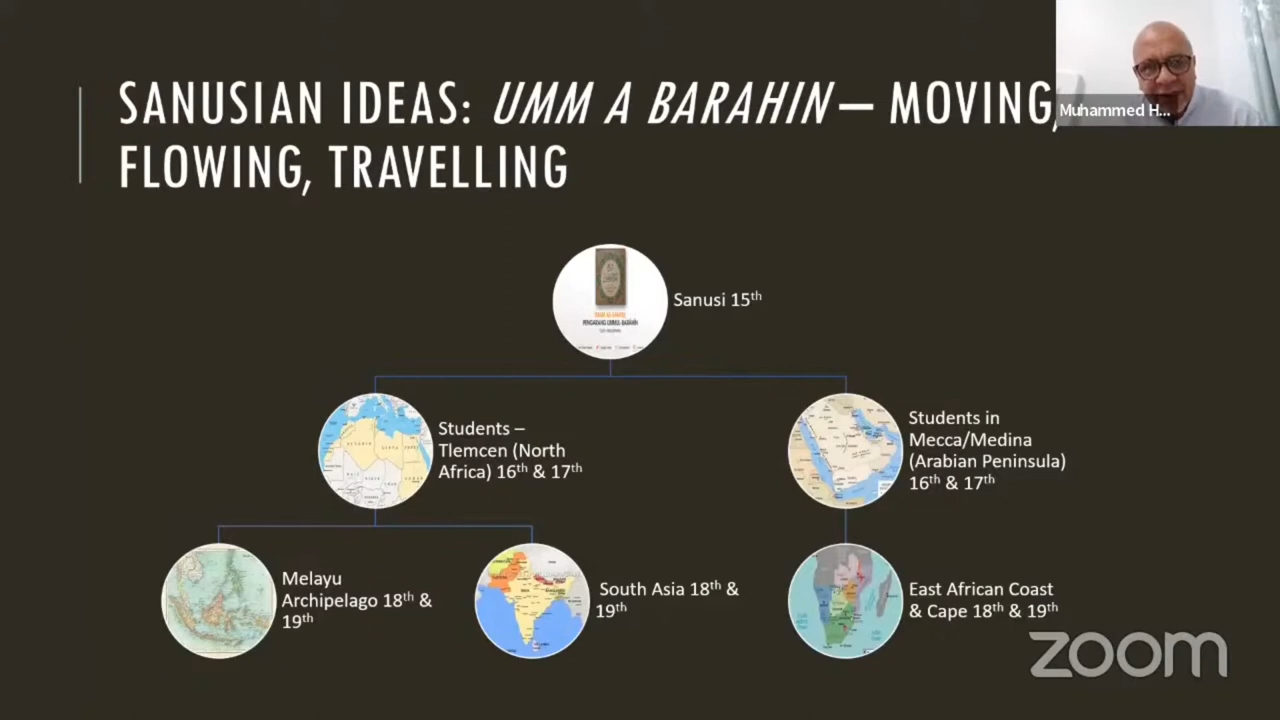 SANUSIAN IDEAS: UMM A BARAHIN – MOVING,
FLOWING, TRAVELLING
Muhammed H...
Sanusi 15th
Students –
Tlemcen (North
Africa) 16th & 17th
Students in
Mecca/Medina
(Arabian Peninsula)
16th & 17th
Melayu
Archipelago 18th &
19th
South Asia 18th &
19th
East African Coast
& Cape 18th & 19th
zoom